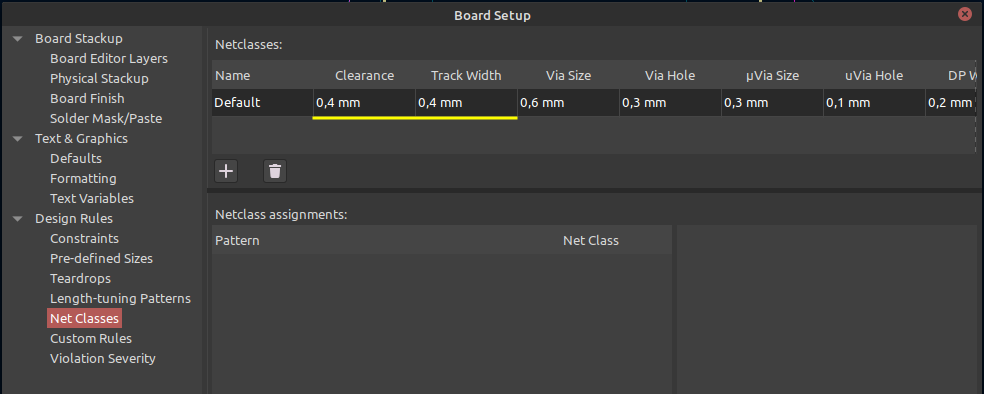 Board Setup
Board Stackup
Board Editor Layers
Physical Stackup
Board Finish
Solder Mask/Paste
Text & Graphics
Defaults
Formatting
Text Variables
Design Rules
Constraints
Pre-defined Sizes
Teardrops
Length-tuning Patterns
Net Classes
Custom Rules
Violation Severity
Netclasses:
Name Clearance Track Width Via Size Via Hole µVia Size uVia Hole DP W
Default 0,4 mm 0,4 mm 0,6 mm 0,3 mm 0,3 mm 0,1 mm 0,2 mm
Netclass assignments:
Pattern Net Class